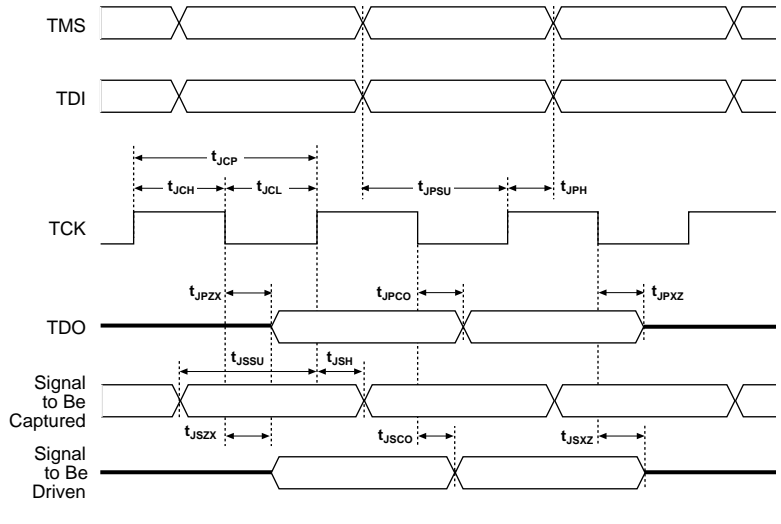 TMS
TDI
tJCP
tJCH
tJCL
tJPSU
tJPH
TCK
tJPZX
tJPCO
tJPXZ
TDO
tJSSU
tJSH
Signal
to Be
Captured
tJSZX
tJSCO
tJSXZ
Signal
to Be
Driven